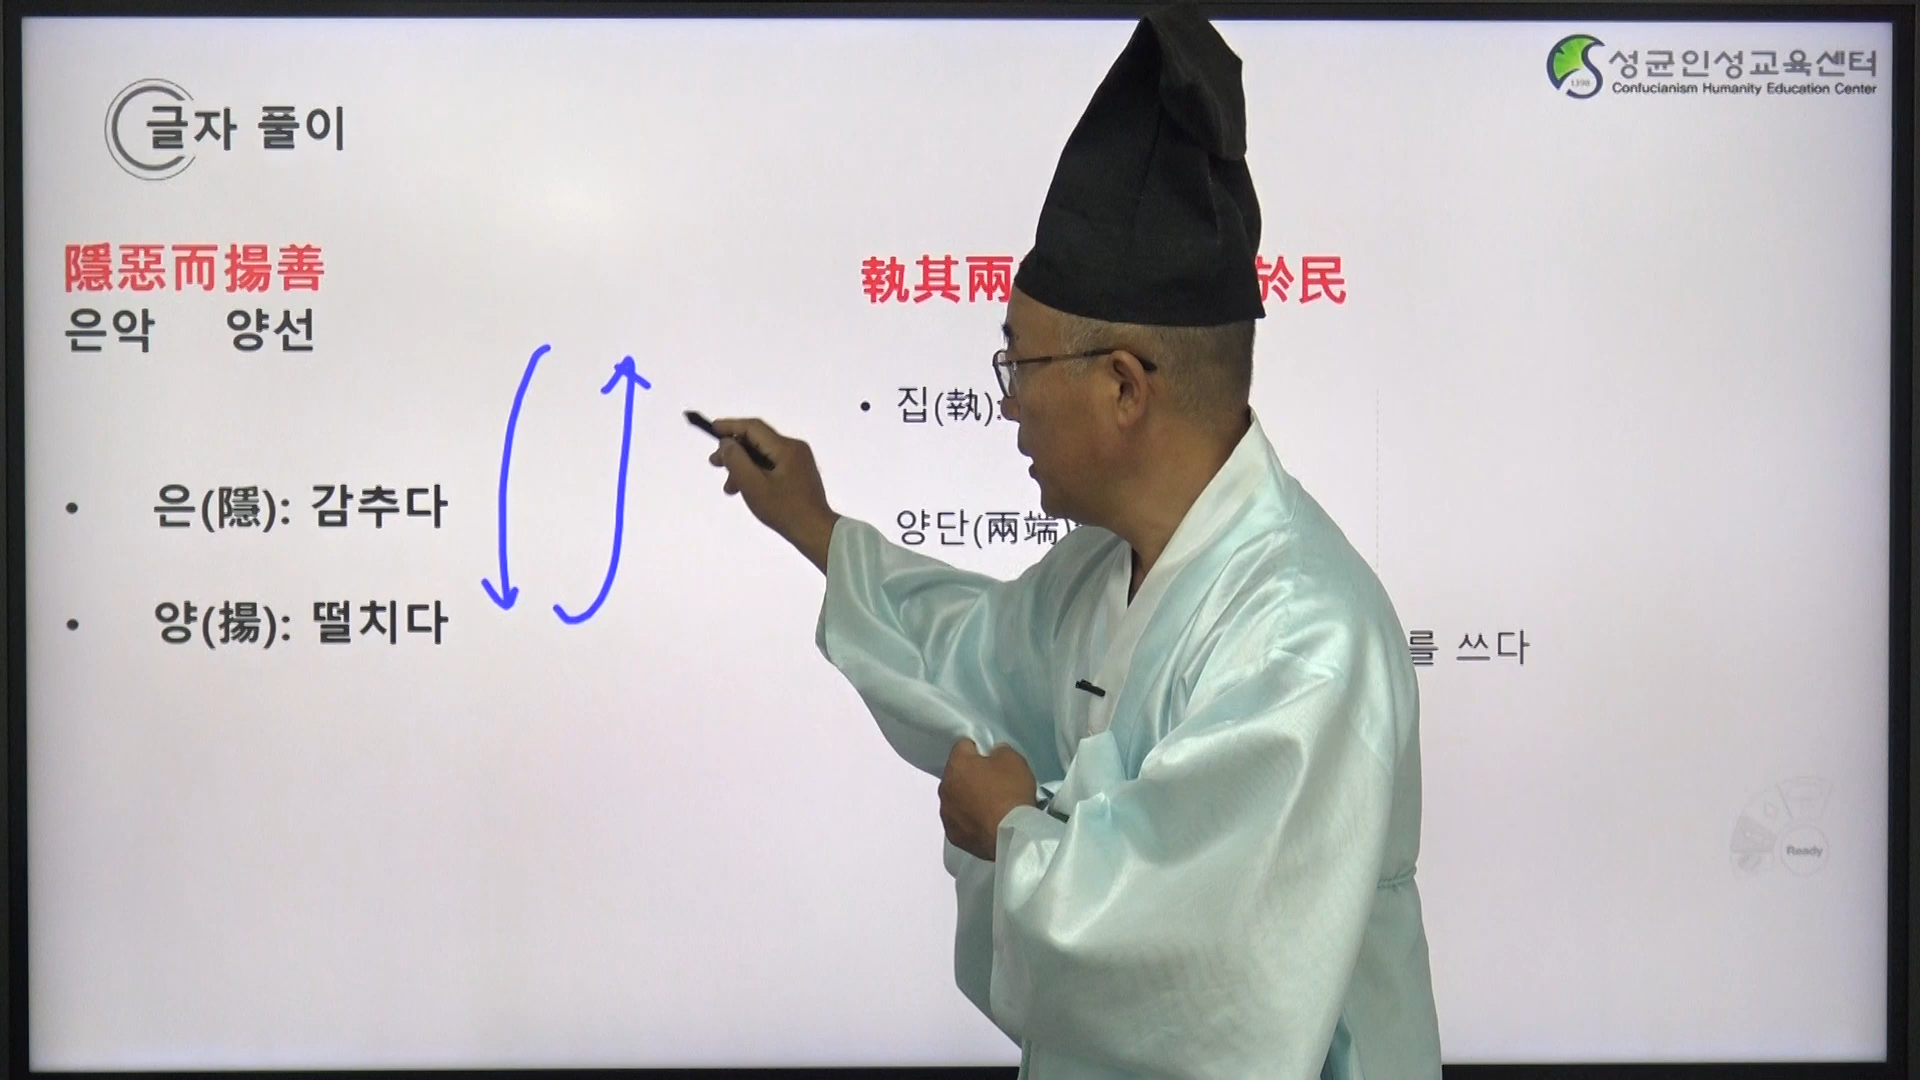 글자 풀이
성균인성교육센터
Confucianism Humanity Education Center
1398
隱惡而揚善
은악 양선
• 은(隱): 감추다
• 양(揚): 떨치다
執其兩 於民
• 집(執):
양단(兩端)
를 쓰다
Ready